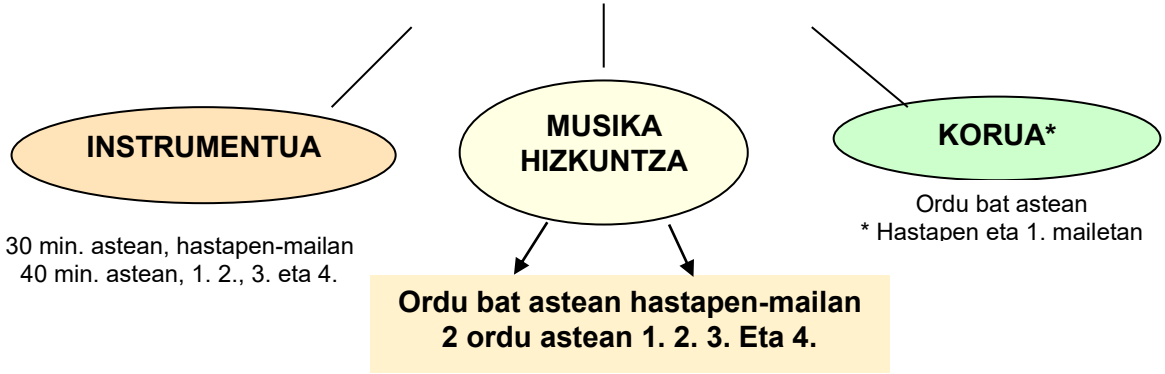 INSTRUMENTUA
30 min. astean, hastapen-mailan
40 min. astean, 1. 2., 3. eta 4.
MUSIKA
HIZKUNTZA
Ordu bat astean hastapen-mailan
2 ordu astean 1. 2. 3. Eta 4.
KORUA*
Ordu bat astean
* Hastapen eta 1. mailetan